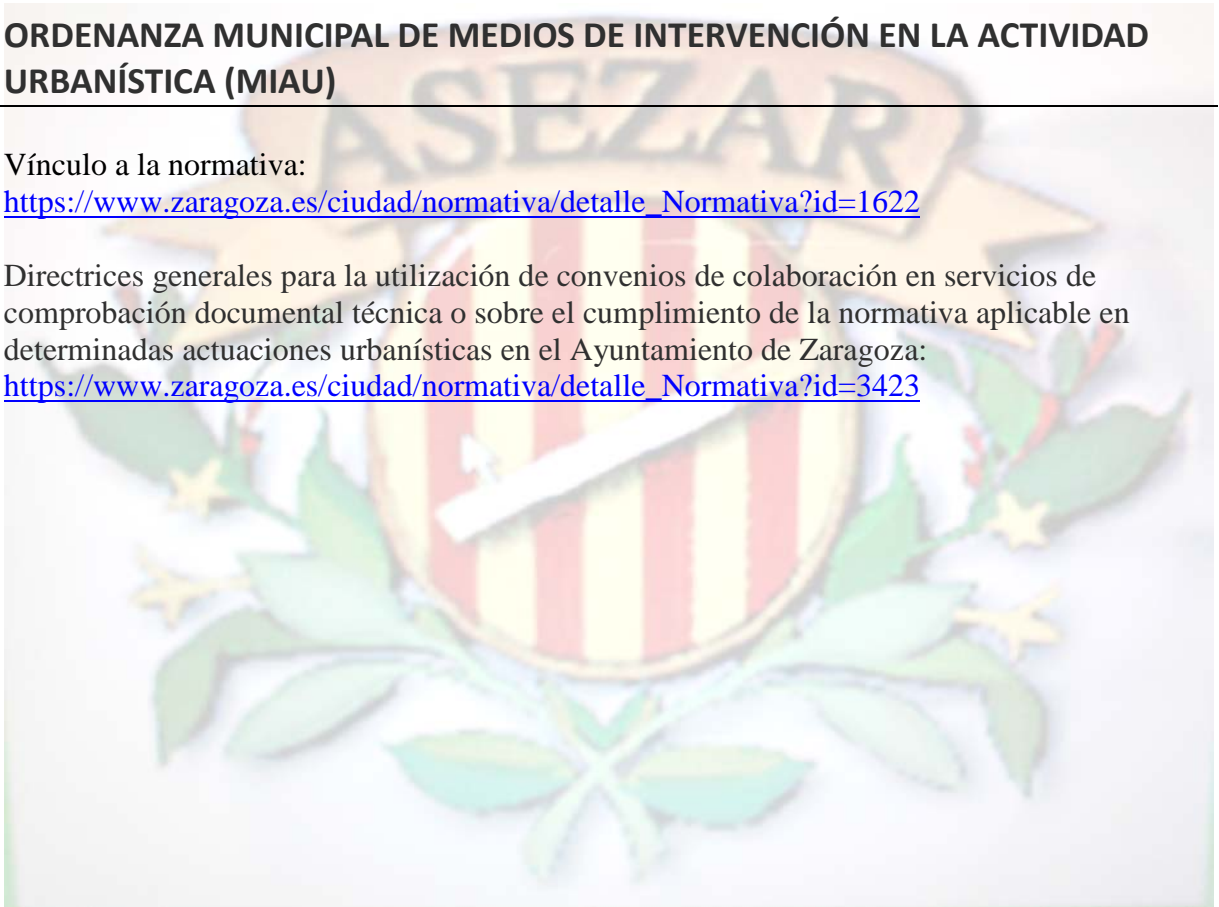 ORDENANZA MUNICIPAL DE MEDIOS DE INTERVENCIÓN EN LA ACTIVIDAD
URBANÍSTICA (MIAU)
ASEZAR
Vínculo a la normativa:
https://www.zaragoza.es/ciudad/normativa/detalle_Normativa?id=1622
Directrices generales para la utilización de convenios de colaboración en servicios de
comprobación documental técnica o sobre el cumplimiento de la normativa aplicable en
determinadas actuaciones urbanísticas en el Ayuntamiento de Zaragoza:
https://www.zaragoza.es/ciudad/normativa/detalle_Normativa?id=3423